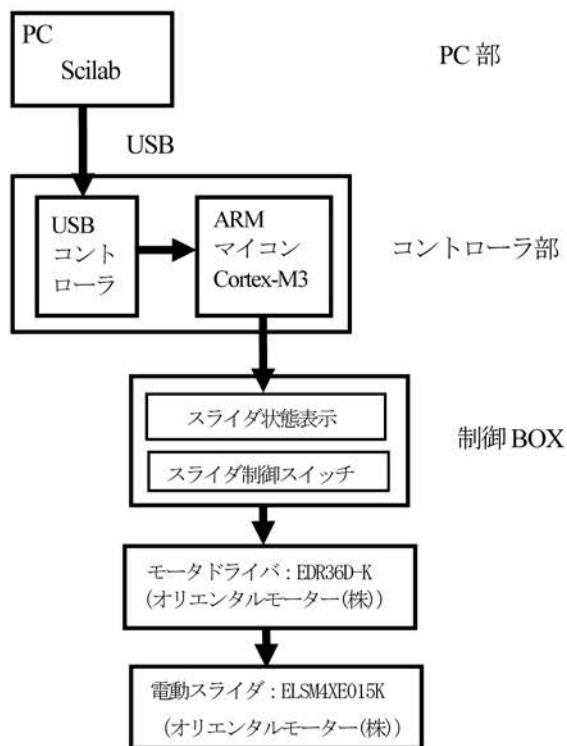 PC
Scilab
PC 部
USB
USB
コント
ローラ
ARM
マイコン
Cortex-M3
コントローラ部
スライダ状態表示
スライダ制御スイッチ
制御 BOX
モータドライバ：EDR36D-K
(オリエンタルモーター(株))
電動スライダ：ELSM4XE015K
(オリエンタルモーター(株))